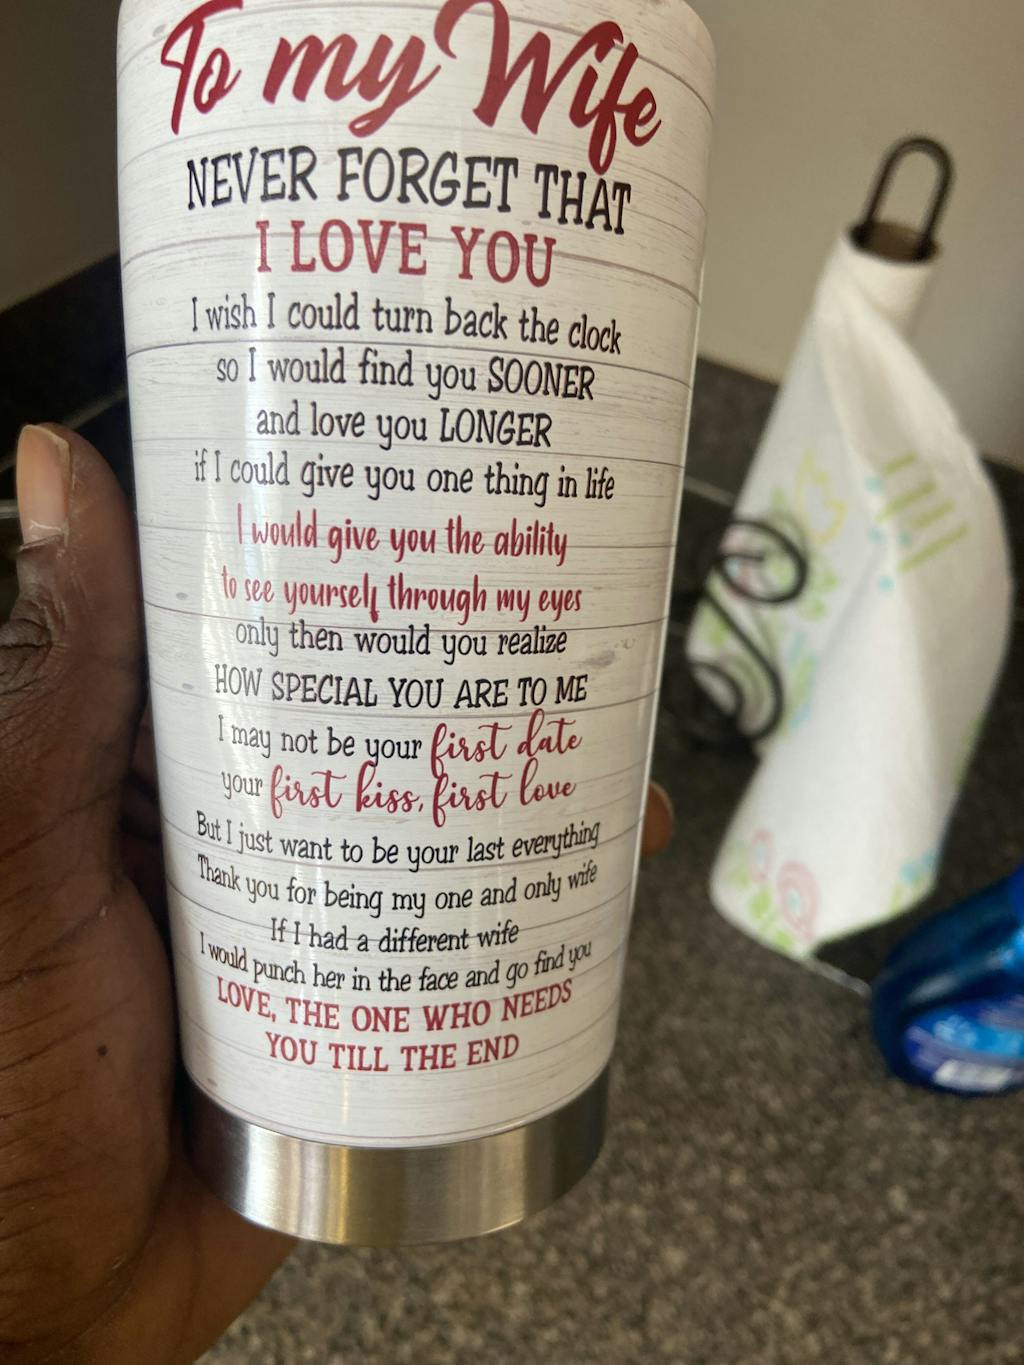 To my Wife
NEVER FORGET THAT
I LOVE YOU
I wish I could turn back the clock
so I would find you SOONER
and love you LONGER
if I could give you one thing in life
I would give you the ability
to see yourself through my eyes
only then would you realize
HOW SPECIAL YOU ARE TO ME
I may not be your first date
your first kiss, first love
But I just want to be your last everything
Thank you for being my one and only wife
If I had a different wife
I would punch her in the face and go find you
LOVE, THE ONE WHO NEEDS
YOU TILL THE END